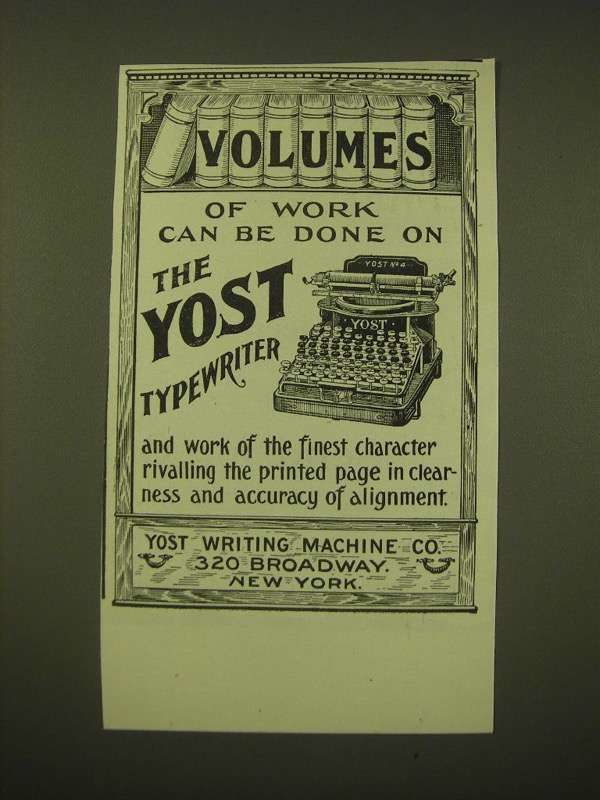 VOLUMES
OF WORK
CAN BE DONE ON
THE
YOST
TYPEWRITER
YOST No 4
YOST
and work of the finest character
rivalling the printed page in clear-
ness and accuracy of alignment.
YOST WRITING MACHINE CO.
320 BROADWAY.
NEW YORK.